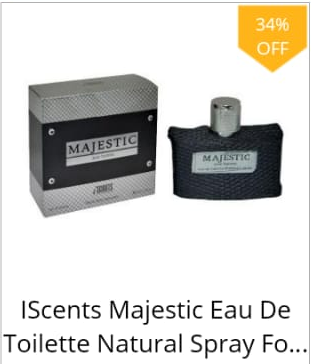 34%
OFF
MAJESTIC
MAJESTIC
IScents Majestic Eau De
Toilette Natural Spray Fo...